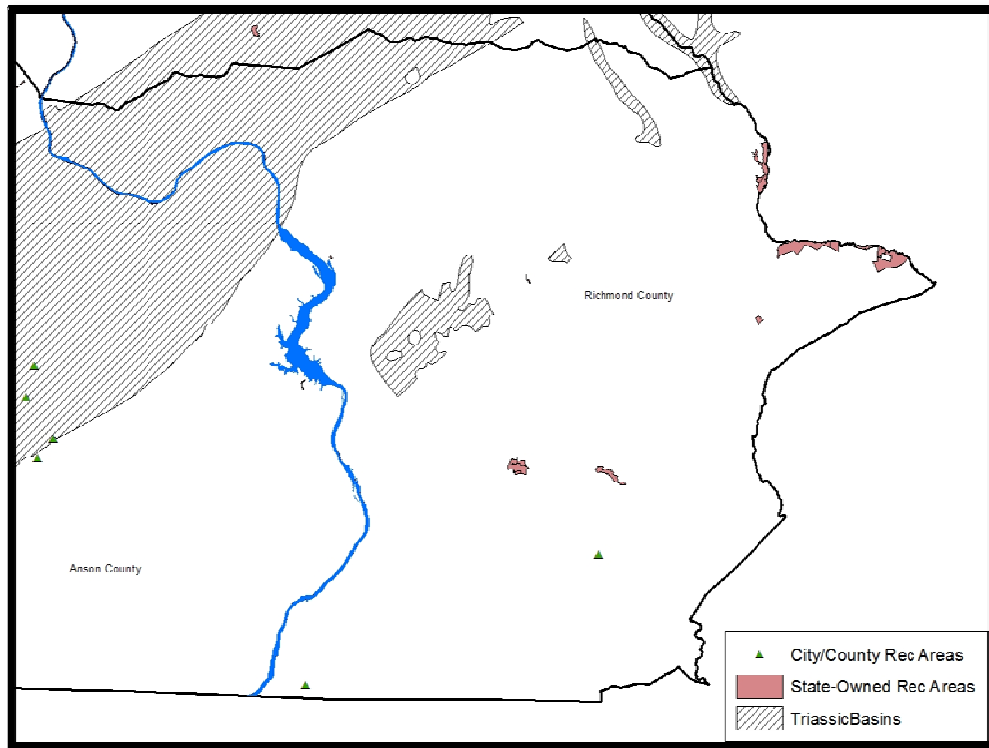 Richmond County
Anson County
City/County Rec Areas
State-Owned Rec Areas
TriassicBasins